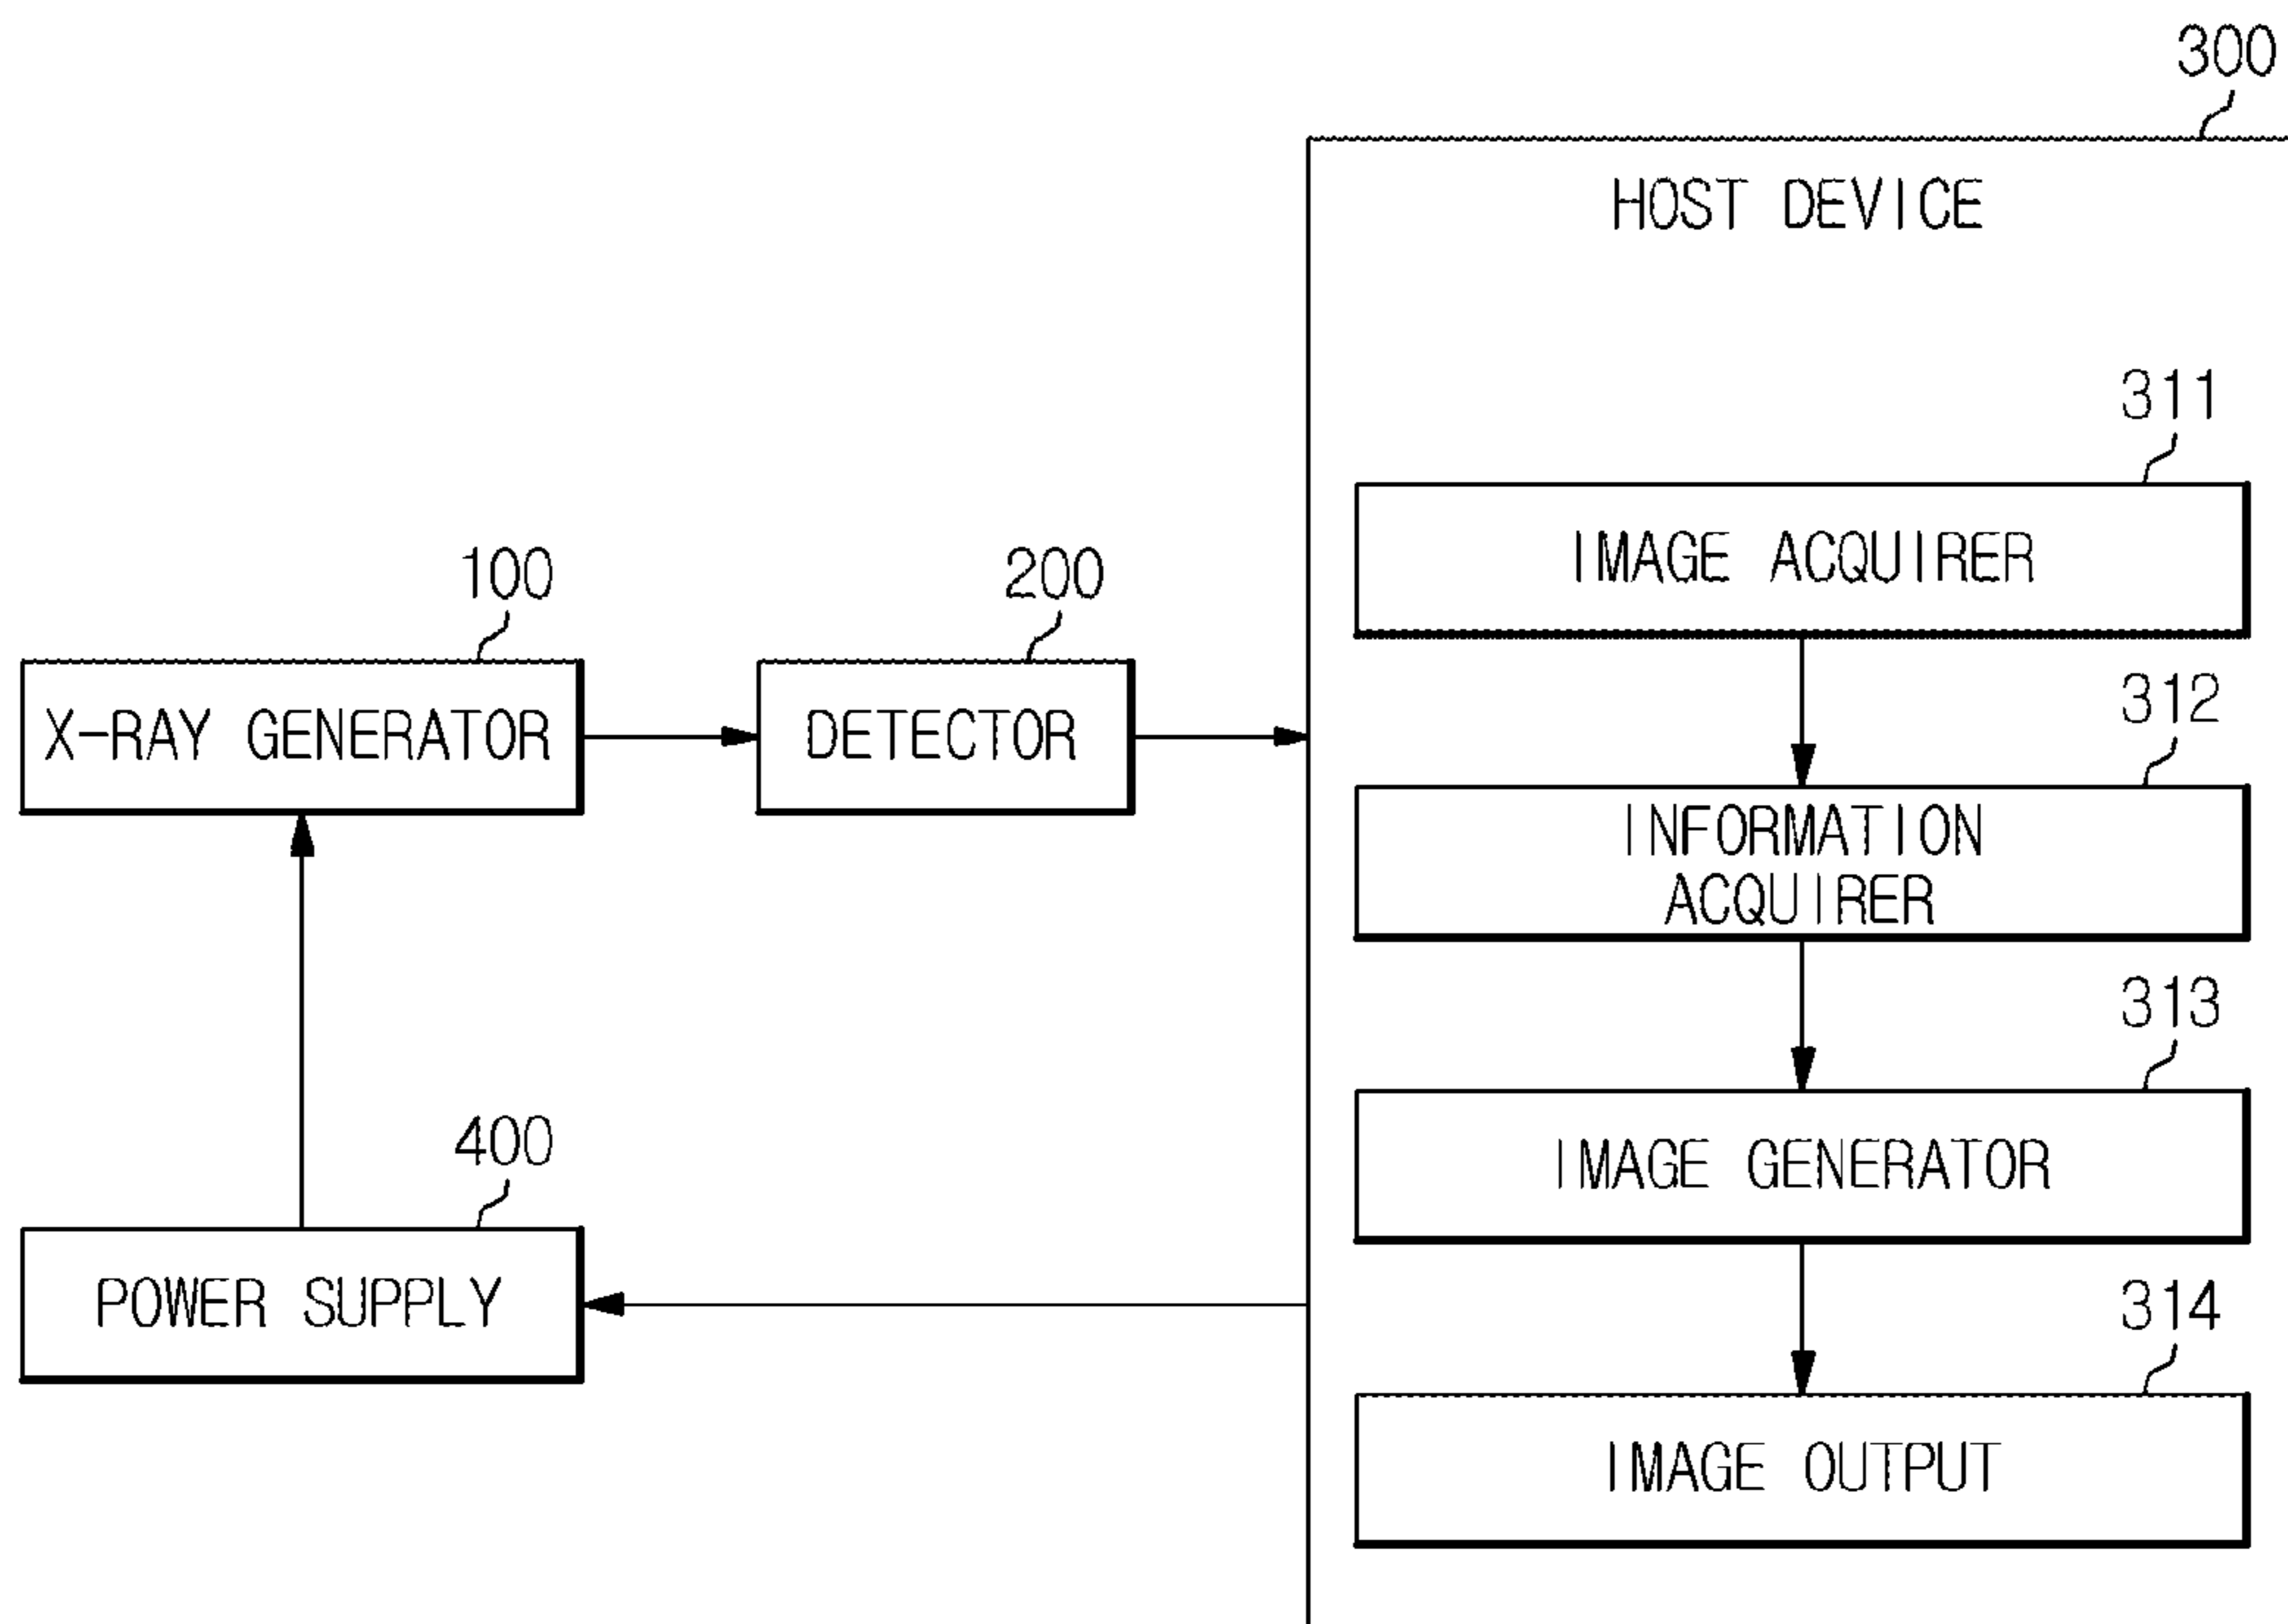 300
HOST DEVICE
311
IMAGE ACQUIRER
100
200
X-RAY GENERATOR
DETECTOR
312
INFORMATION
ACQUIRER
313
IMAGE GENERATOR
400
POWER SUPPLY
314
IMAGE OUTPUT